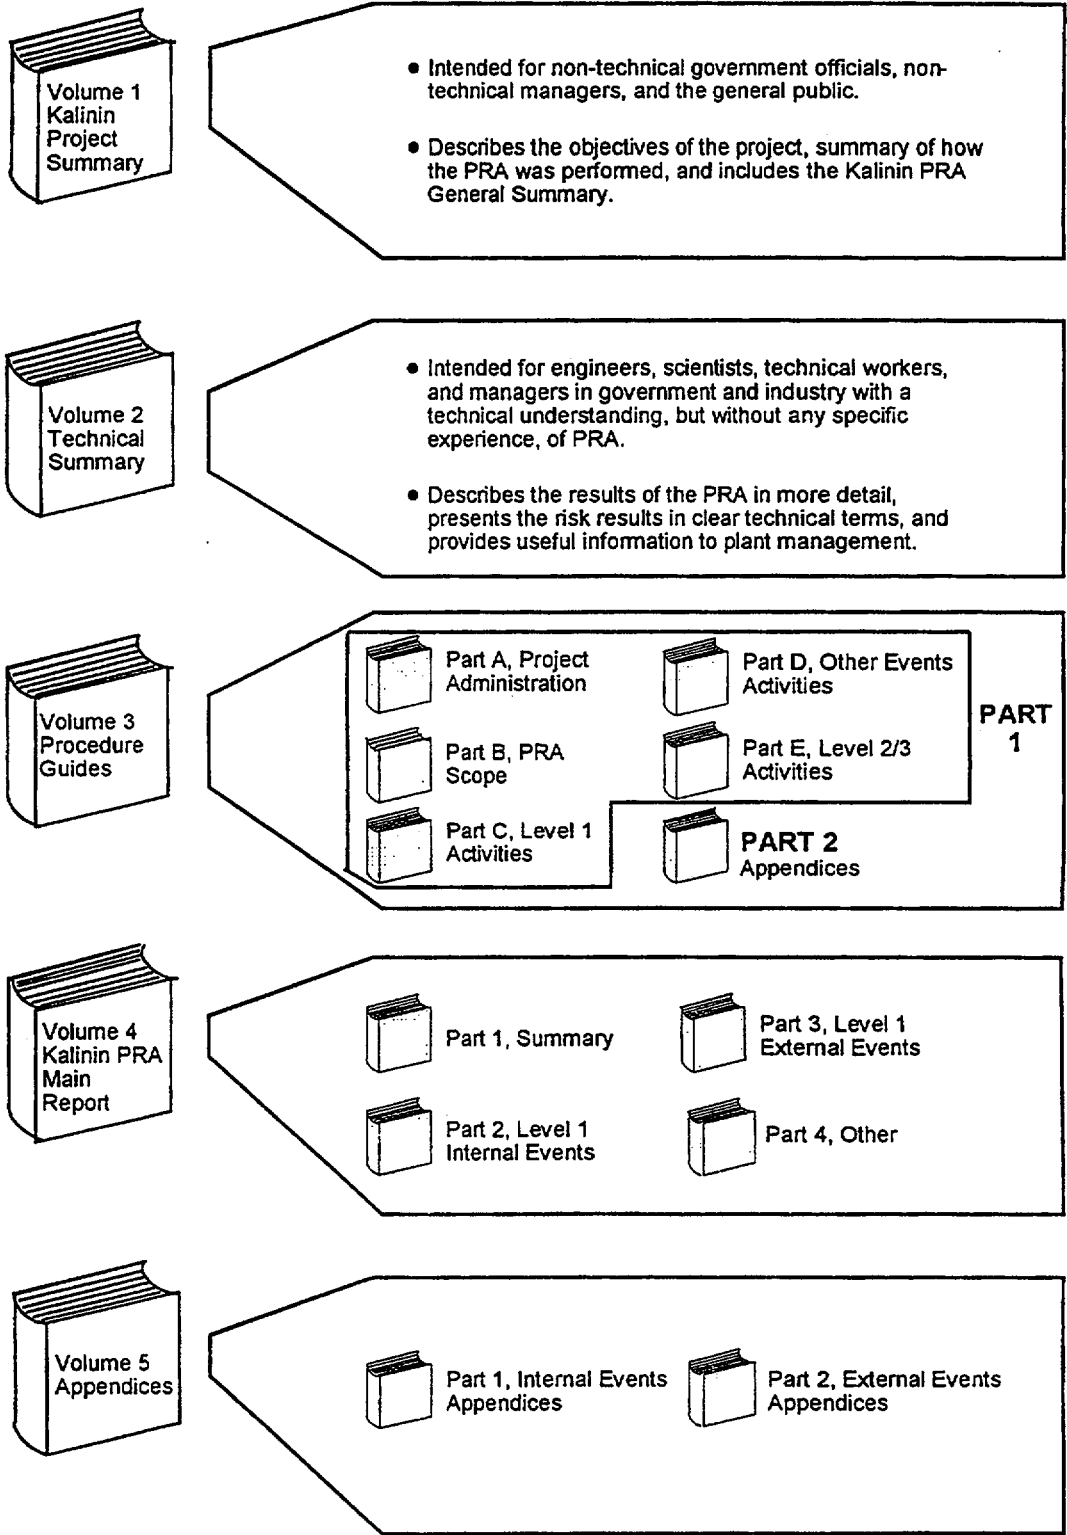 Volume 1
Kalinin
Project
Summary
● Intended for non-technical government officials, non-
technical managers, and the general public.
● Describes the objectives of the project, summary of how
the PRA was performed, and includes the Kalinin PRA
General Summary.
Volume 2
Technical
Summary
● Intended for engineers, scientists, technical workers,
and managers in government and industry with a
technical understanding, but without any specific
experience, of PRA.
● Describes the results of the PRA in more detail,
presents the risk results in clear technical terms, and
provides useful information to plant management.
Volume 3
Procedure
Guides
Part A, Project
Administration
Part B, PRA
Scope
Part C, Level 1
Activities
Part D, Other Events
Activities
Part E, Level 2/3
Activities
PART
1
PART 2
Appendices
Volume 4
Kalinin PRA
Main
Report
Part 1, Summary
Part 2, Level 1
Internal Events
Part 3, Level 1
External Events
Part 4, Other
Volume 5
Appendices
Part 1, Internal Events
Appendices
Part 2, External Events
Appendices